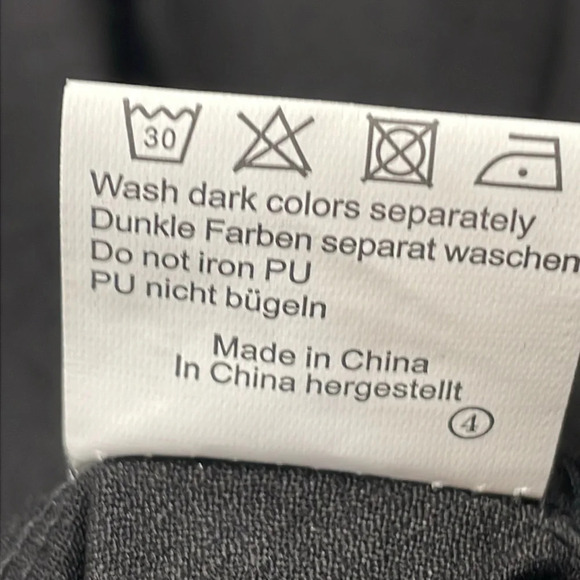 30
Wash dark colors separately
Dunkle Farben separat waschen
Do not iron PU
PU nicht bügeln
Made in China
In China hergestellt
4